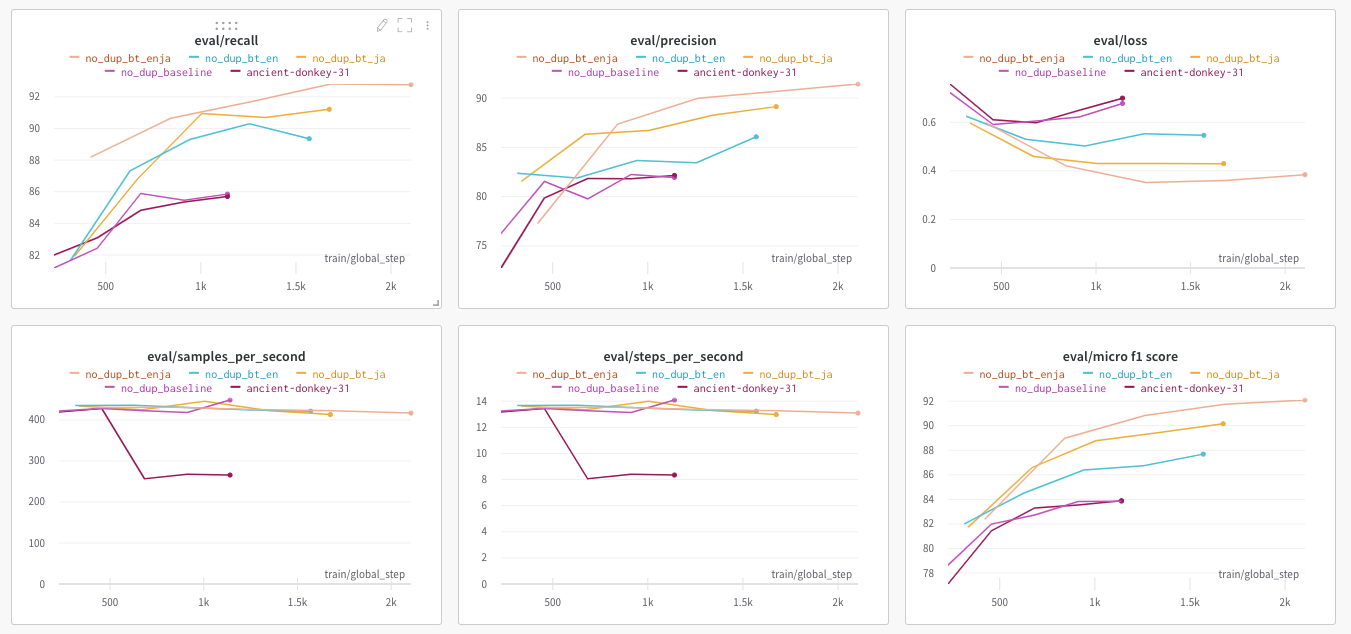 eval/recall
no_dup_bt_enja no_dup_bt_en no_dup_bt_ja
no_dup_baseline ancient-donkey-31
92
90
88
86
84
82
train/global_step
500 1k 1.5k 2k
eval/precision
no_dup_bt_enja no_dup_bt_en no_dup_bt_ja
no_dup_baseline ancient-donkey-31
90
85
80
75
train/global_step
500 1k 1.5k 2k
eval/loss
no_dup_bt_enja no_dup_bt_en no_dup_bt_ja
no_dup_baseline ancient-donkey-31
0.6
0.4
0.2
0
train/global_step
500 1k 1.5k 2k
eval/samples_per_second
no_dup_bt_enja no_dup_bt_en no_dup_bt_ja
no_dup_baseline ancient-donkey-31
400
300
200
100
0
train/global_step
500 1k 1.5k 2k
eval/steps_per_second
no_dup_bt_enja no_dup_bt_en no_dup_bt_ja
no_dup_baseline ancient-donkey-31
14
12
10
8
6
4
2
0
train/global_step
500 1k 1.5k 2k
eval/micro f1 score
no_dup_bt_enja no_dup_bt_en no_dup_bt_ja
no_dup_baseline ancient-donkey-31
92
90
88
86
84
82
80
78
train/global_step
500 1k 1.5k 2k